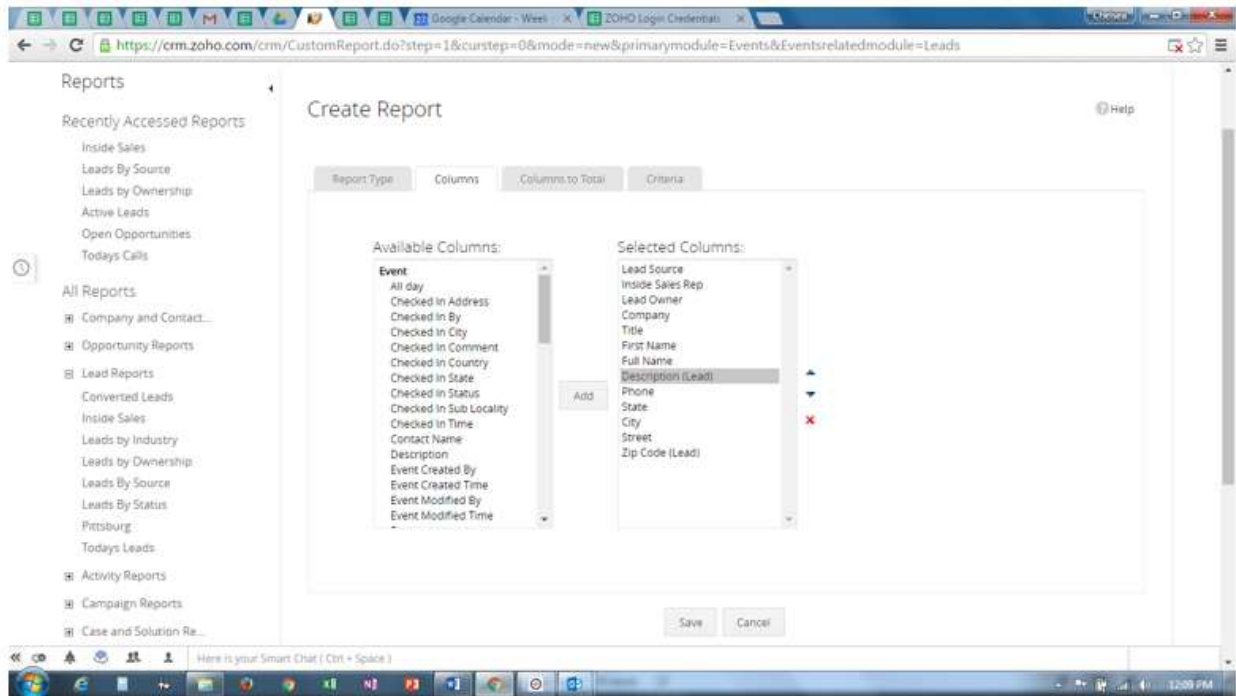 Google Calendar - Week
ZOHO Login Credentials
Chelsea
https://crm.zoho.com/crm/CustomReport.do?step=1&curstep=0&mode=new&primarymodule=Events&Eventsrelatedmodule=Leads
Reports
Recently Accessed Reports
Inside Sales
Leads By Source
Leads by Ownership
Active Leads
Open Opportunities
Todays Calls
All Reports
Company and Contact...
Opportunity Reports
Lead Reports
Converted Leads
Inside Sales
Leads by Industry
Leads by Ownership
Leads By Source
Leads By Status
Pittsburg
Todays Leads
Activity Reports
Campaign Reports
Case and Solution Re...
Create Report
Help
Report Type
Columns
Columns to Total
Criteria
Available Columns:
Event
All day
Checked In Address
Checked In By
Checked In City
Checked In Comment
Checked In Country
Checked In State
Checked In Status
Checked In Sub Locality
Checked In Time
Contact Name
Description
Event Created By
Event Created Time
Event Modified By
Event Modified Time
Add
Selected Columns:
Lead Source
Inside Sales Rep
Lead Owner
Company
Title
First Name
Full Name
Description (Lead)
Phone
State
City
Street
Zip Code (Lead)
Save
Cancel
Here is your Smart Chat ( Ctrl + Space )
12:09 PM